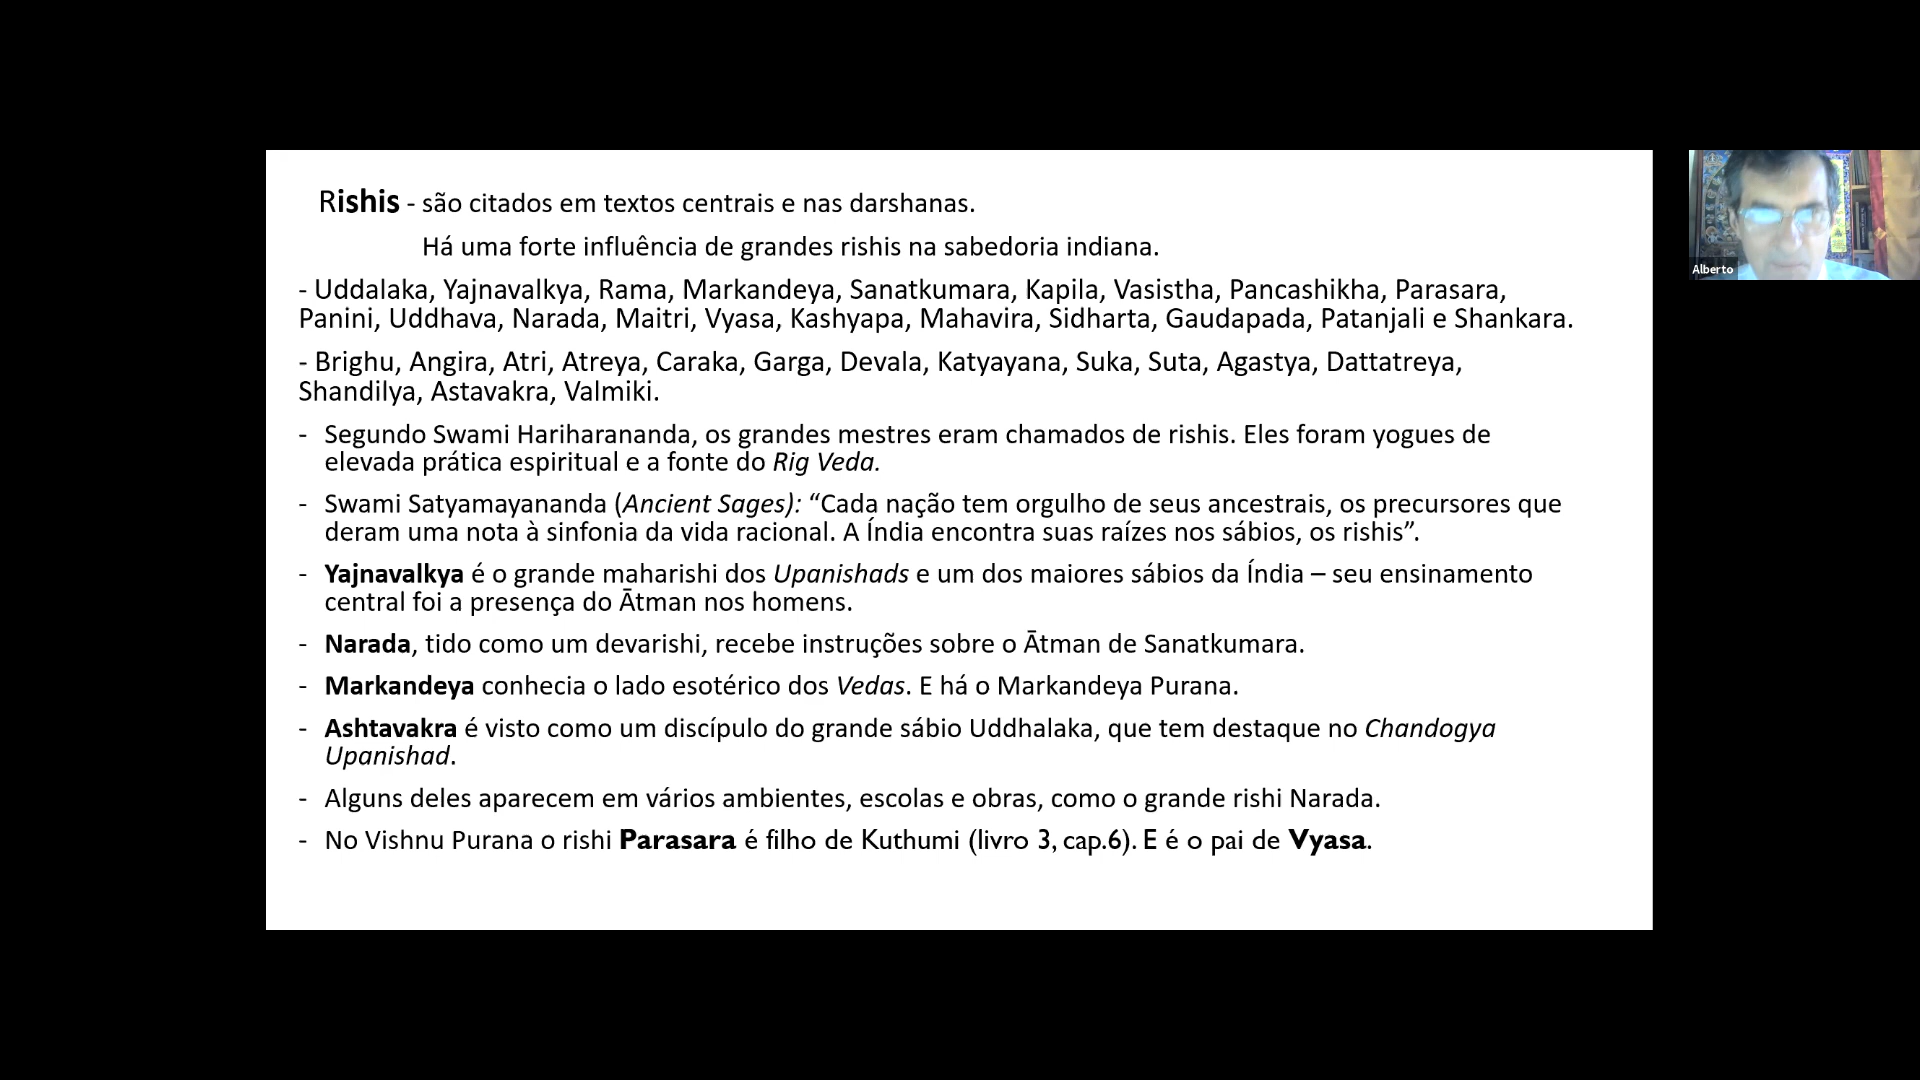 Rishis - são citados em textos centrais e nas darshanas.
Há uma forte influência de grandes rishis na sabedoria indiana.
- Uddalaka, Yajnavalkya, Rama, Markandeya, Sanatkumara, Kapila, Vasistha, Pancashikha, Parasara,
Panini, Uddhava, Narada, Maitri, Vyasa, Kashyapa, Mahavira, Sidharta, Gaudapada, Patanjali e Shankara.
- Brighu, Angira, Atri, Atreya, Caraka, Garga, Devala, Katyayana, Suka, Suta, Agastya, Dattatreya,
Shandilya, Astavakra, Valmiki.
- Segundo Swami Hariharananda, os grandes mestres eram chamados de rishis. Eles foram yogues de
elevada prática espiritual e a fonte do Rig Veda.
- Swami Satyamayananda (Ancient Sages): “Cada nação tem orgulho de seus ancestrais, os precursores que
deram uma nota à sinfonia da vida racional. A Índia encontra suas raízes nos sábios, os rishis”.
- Yajnavalkya é o grande maharishi dos Upanishads e um dos maiores sábios da Índia – seu ensinamento
central foi a presença do Ātman nos homens.
- Narada, tido como um devarishi, recebe instruções sobre o Ātman de Sanatkumara.
- Markandeya conhecia o lado esotérico dos Vedas. E há o Markandeya Purana.
- Ashtavakra é visto como um discípulo do grande sábio Uddhalaka, que tem destaque no Chandogya
Upanishad.
- Alguns deles aparecem em vários ambientes, escolas e obras, como o grande rishi Narada.
- No Vishnu Purana o rishi Parasara é filho de Kuthumi (livro 3, cap.6). E é o pai de Vyasa.
Alberto